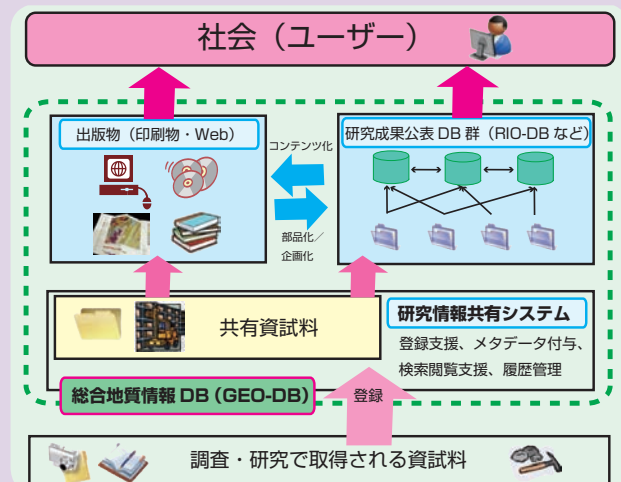 社会（ユーザー）
出版物（印刷物・Web）
コンテンツ化
研究成果公表 DB 群（RIO-DB など）
部品化／
企画化
共有資試料
研究情報共有システム
登録支援、メタデータ付与、
検索閲覧支援、履歴管理
総合地質情報 DB（GEO-DB）
登録
調査・研究で取得される資試料